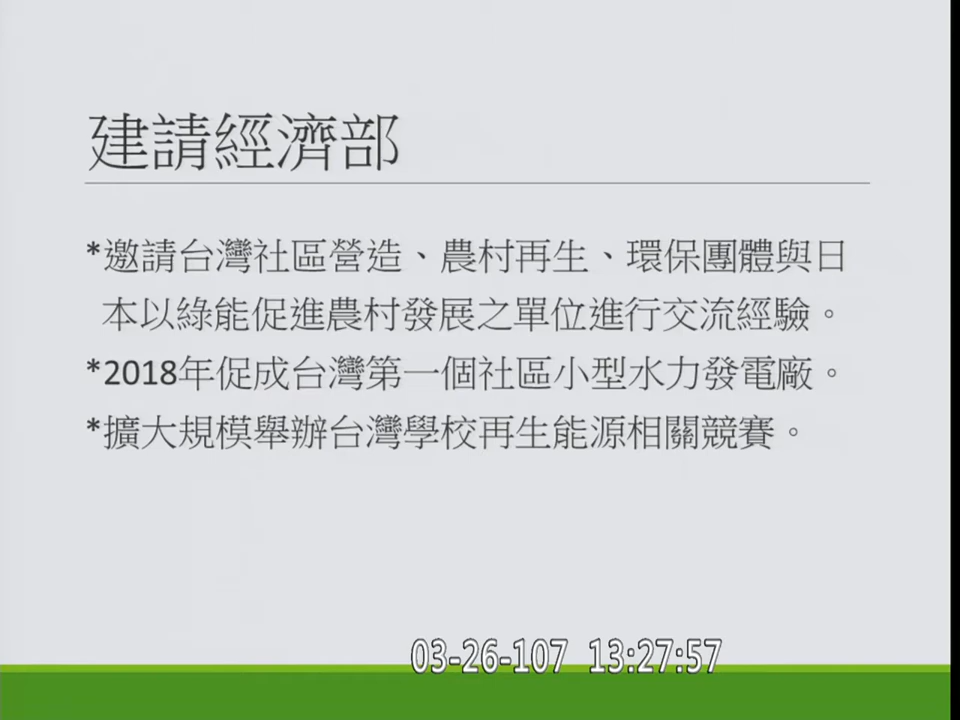 建請經濟部
*邀請台灣社區營造、農村再生、環保團體與日
本以綠能促進農村發展之單位進行交流經驗。
*2018年促成台灣第一個社區小型水力發電廠。
*擴大規模舉辦台灣學校再生能源相關競賽。
03-26-107 13:27:57